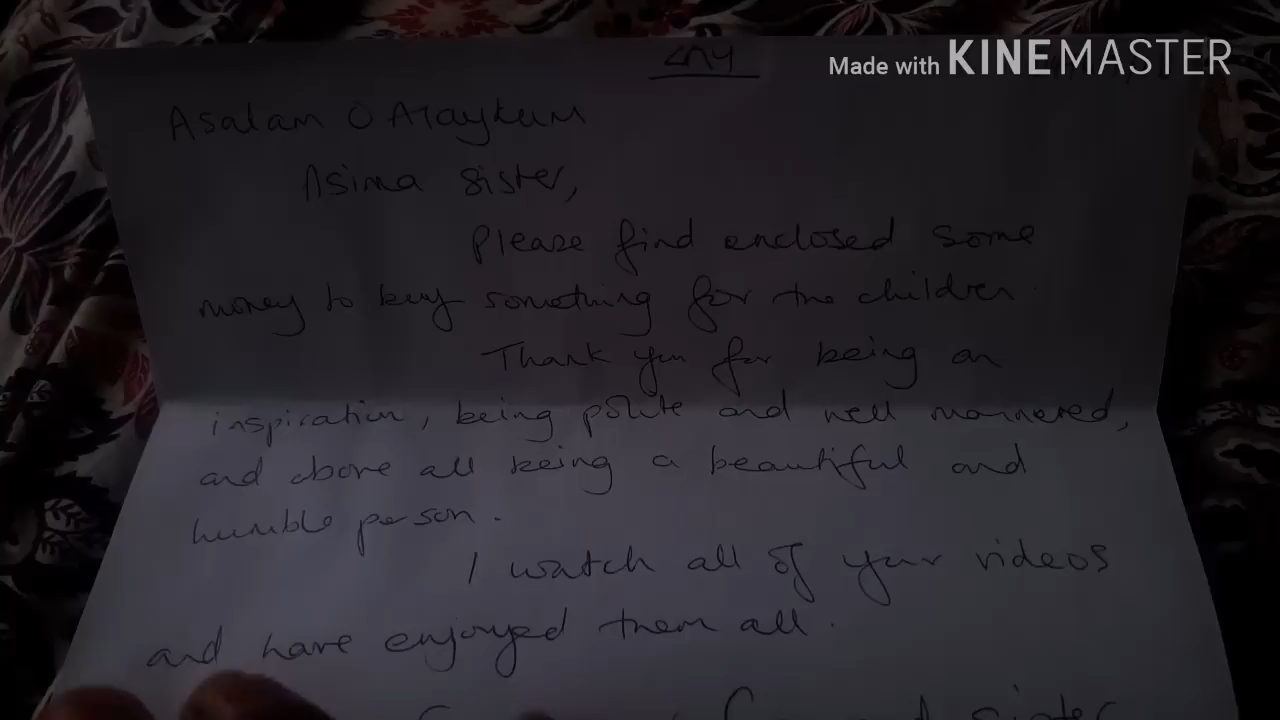 Made with KINEMASTER
Asalam O Alaykum
Asima Sister,
Please find enclosed some
money to buy something for the children.
Thank you for being an
inspiration, being polite and well mannered,
and above all being a beautiful and
humble person.
I watch all of your videos
and have enjoyed them all.
sister